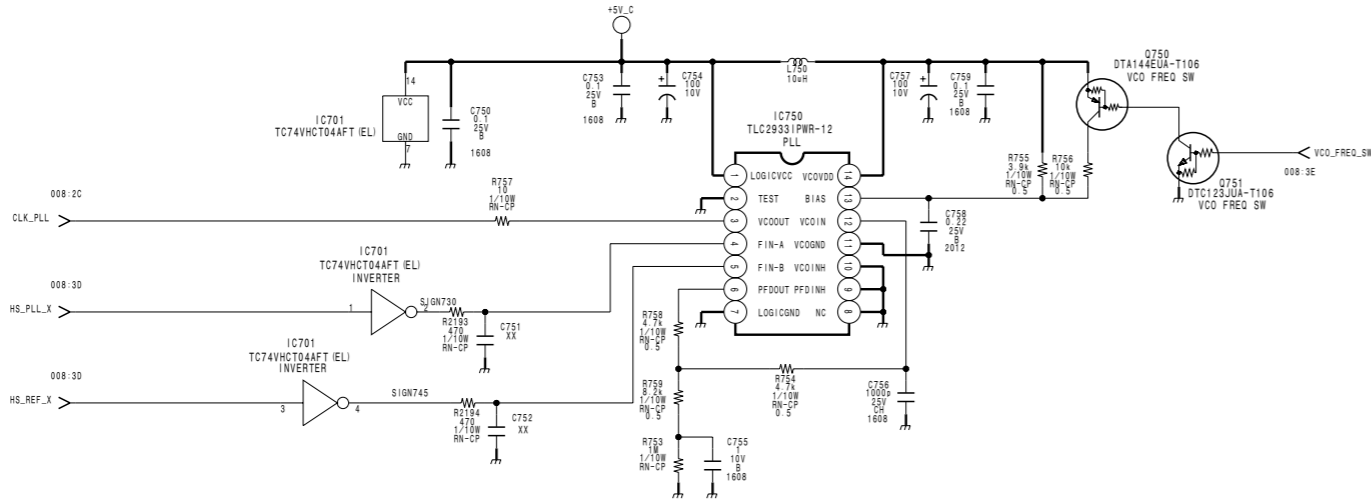 +5V_C
Q750
DTA144EUA-T106
VCO FREQ SW
14
VCC
GND
7
IC701
TC74VHCT04AFT(EL)
C750
0.1
25V
B
1608
C753
0.1
25V
B
1608
C754
100
10V
+
L750
10uH
C757
100
10V
+
C759
0.1
25V
B
1608
IC750
TLC2933IPWR-12
PLL
R755
3.9k
1/10W
RN-CP
0.5
R756
10k
1/10W
RN-CP
0.5
Q751
DTC123JUA-T106
VCO FREQ SW
VCO_FREQ_SW
008:3E
1 LOGICVCC VCOVDD 14
2 TEST BIAS 13
3 VCOOUT VCOIN 12
4 FIN-A VCOGND 11
5 FIN-B VCOINH 10
6 PFDOUT PFDINH 9
7 LOGICGND NC 8
C758
0.22
25V
B
2012
008:2C
CLK_PLL
R757
10
1/10W
RN-CP
IC701
TC74VHCT04AFT(EL)
INVERTER
008:3D
HS_PLL_X
1
2
SIGN730
R2193
470
1/10W
RN-CP
C751
XX
IC701
TC74VHCT04AFT(EL)
INVERTER
008:3D
HS_REF_X
3
4
SIGN745
R2194
470
1/10W
RN-CP
C752
XX
R758
4.7k
1/10W
RN-CP
0.5
R759
8.2k
1/10W
RN-CP
0.5
R754
4.7k
1/10W
RN-CP
0.5
C756
1000p
25V
CH
1608
R753
1M
1/10W
RN-CP
C755
1
10V
B
1608